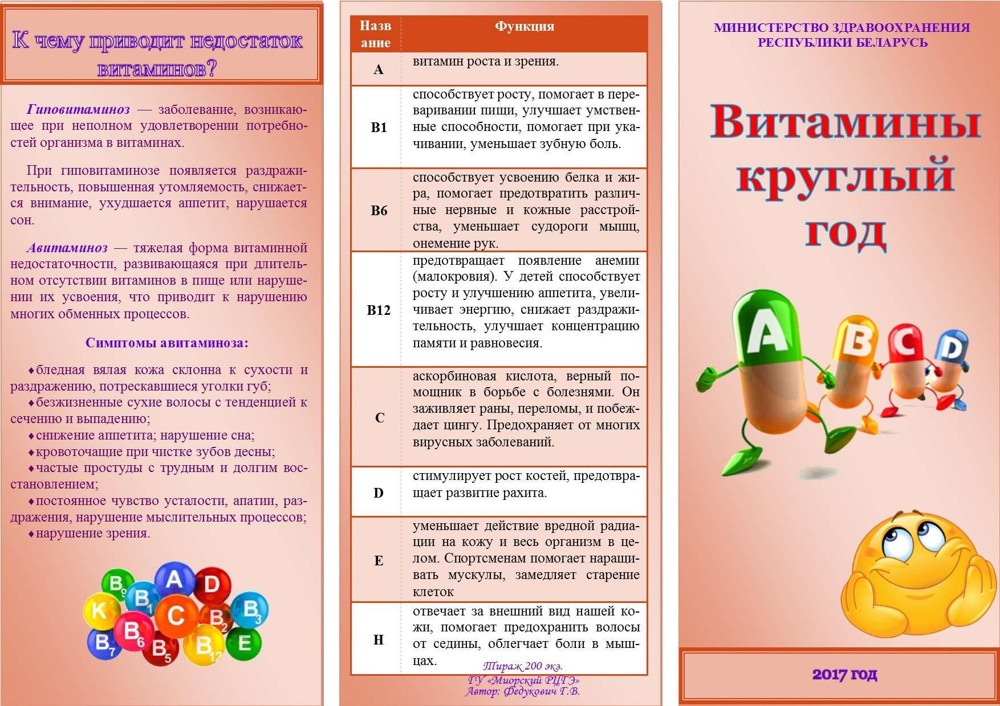 К чему приводит недостаток
витаминов?
Гиповитаминоз — заболевание, возникаю-
щее при неполном удовлетворении потребно-
стей организма в витаминах.
При гиповитаминозе появляется раздражи-
тельность, повышенная утомляемость, снижает-
ся внимание, ухудшается аппетит, нарушается
сон.
Авитаминоз — тяжелая форма витаминной
недостаточности, развивающаяся при длитель-
ном отсутствии витаминов в пище или наруше-
нии их усвоения, что приводит к нарушению
многих обменных процессов.
Симптомы авитаминоза:
♦бледная вялая кожа склонна к сухости и
раздражению, потрескавшиеся уголки губ;
♦безжизненные сухие волосы с тенденцией к
сечению и выпадению;
♦снижение аппетита; нарушение сна;
♦кровоточащие при чистке зубов десны;
♦частые простуды с трудным и долгим вос-
становлением;
♦постоянное чувство усталости, апатии, раз-
дражения, нарушение мыслительных процессов;
♦нарушение зрения.
B9 A D
K B1 C B2 B3
B7 B6 B5 B12 E
Назв
ание
Функция
A
витамин роста и зрения.
B1
способствует росту, помогает в пере-
варивании пищи, улучшает умствен-
ные способности, помогает при ука-
чивании, уменьшает зубную боль.
B6
способствует усвоению белка и жи-
ра, помогает предотвратить различ-
ные нервные и кожные расстрой-
ства, уменьшает судороги мышц,
онемение рук.
B12
предотвращает появление анемии
(малокровия). У детей способствует
росту и улучшению аппетита, увели-
чивает энергию, снижает раздражи-
тельность, улучшает концентрацию
памяти и равновесия.
C
аскорбиновая кислота, верный по-
мощник в борьбе с болезнями. Он
заживляет раны, переломы, и побеж-
дает цингу. Предохраняет от многих
вирусных заболеваний.
D
стимулирует рост костей, предотвра-
щает развитие рахита.
E
уменьшает действие вредной радиа-
ции на кожу и весь организм в це-
лом. Спортсменам помогает наращи-
вать мускулы, замедляет старение
клеток
H
отвечает за внешний вид нашей ко-
жи, помогает предохранить волосы
от седины, облегчает боли в мыш-
цах.
Тираж 200 экз.
ГУ «Миорский РЦГЭ»
Автор: Федукович Г.В.
МИНИСТЕРСТВО ЗДРАВООХРАНЕНИЯ
РЕСПУБЛИКИ БЕЛАРУСЬ
Витамины
круглый
год
A B C D
2017 год